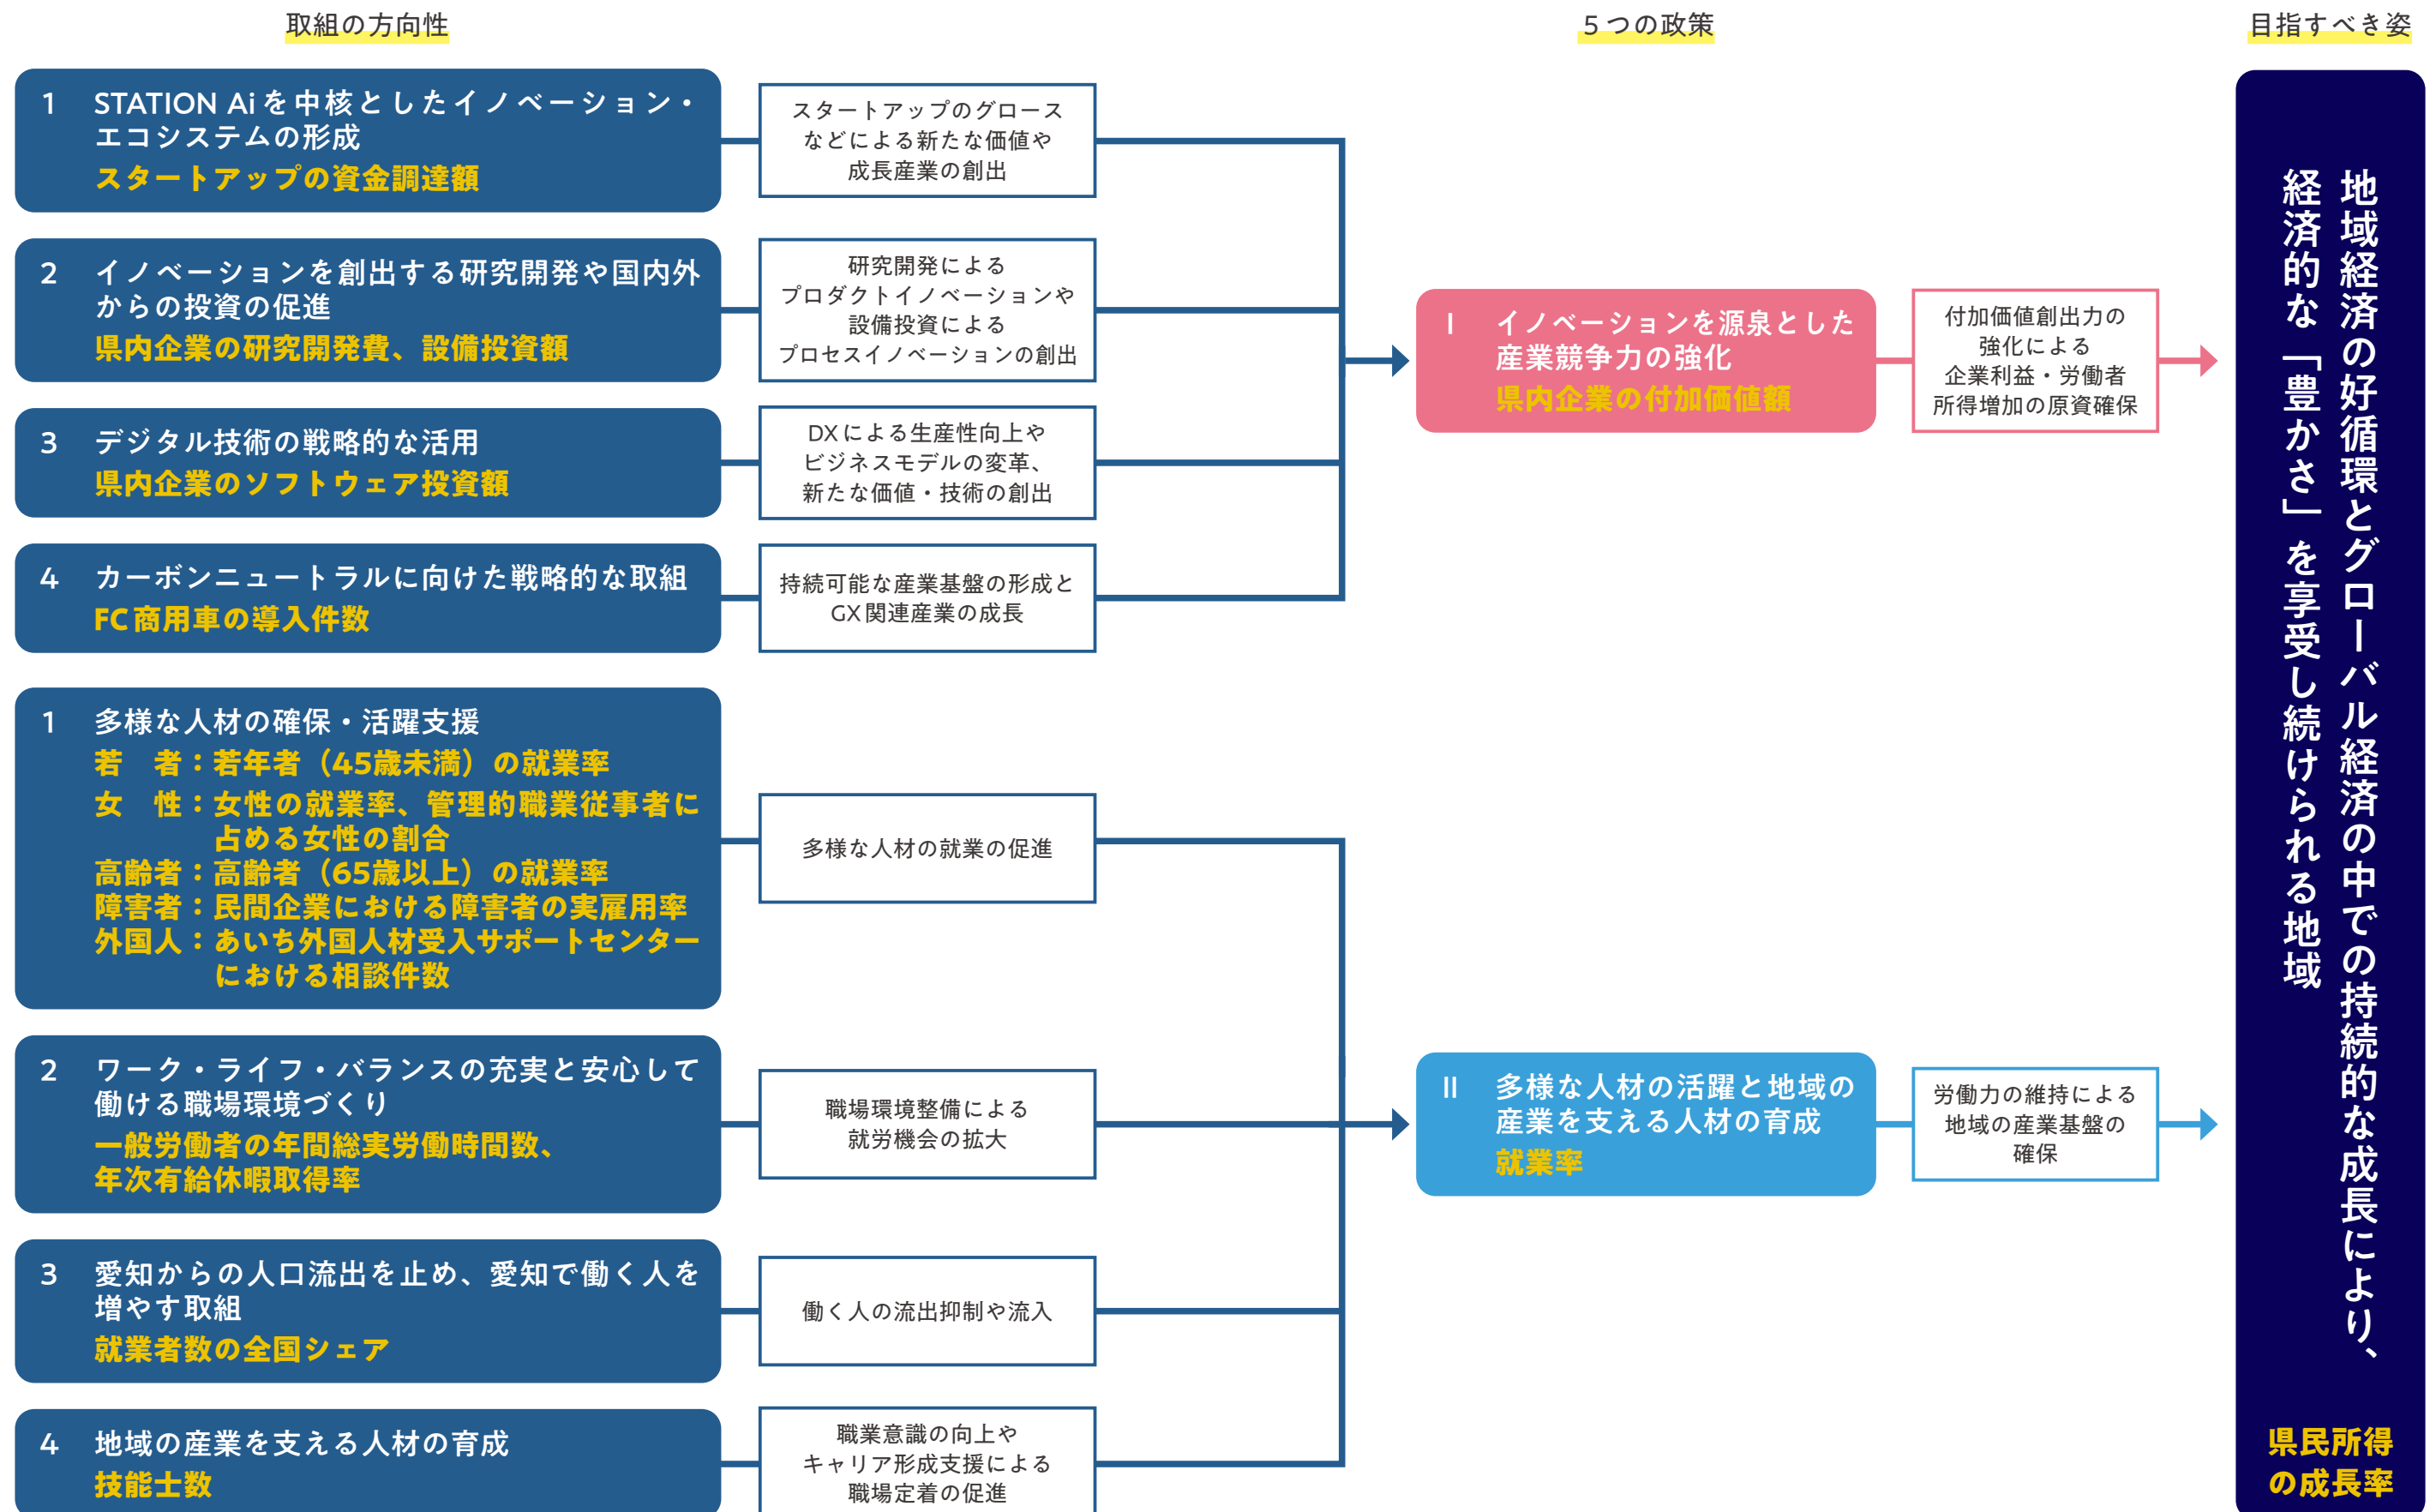 取組の方向性
5つの政策
目指すべき姿
1 STATION Aiを中核としたイノベーション・
エコシステムの形成
スタートアップの資金調達額
スタートアップのグロース
などによる新たな価値や
成長産業の創出
2 イノベーションを創出する研究開発や国内外
からの投資の促進
県内企業の研究開発費、設備投資額
研究開発による
プロダクトイノベーションや
設備投資による
プロセスイノベーションの創出
3 デジタル技術の戦略的な活用
県内企業のソフトウェア投資額
DXによる生産性向上や
ビジネスモデルの変革、
新たな価値・技術の創出
4 カーボンニュートラルに向けた戦略的な取組
FC商用車の導入件数
持続可能な産業基盤の形成と
GX関連産業の成長
I イノベーションを源泉とした
産業競争力の強化
県内企業の付加価値額
付加価値創出力の
強化による
企業利益・労働者
所得増加の原資確保
1 多様な人材の確保・活躍支援
若　者：若年者（45歳未満）の就業率
女　性：女性の就業率、管理的職業従事者に
占める女性の割合
高齢者：高齢者（65歳以上）の就業率
障害者：民間企業における障害者の実雇用率
外国人：あいち外国人材受入サポートセンター
における相談件数
多様な人材の就業の促進
2 ワーク・ライフ・バランスの充実と安心して
働ける職場環境づくり
一般労働者の年間総実労働時間数、
年次有給休暇取得率
職場環境整備による
就労機会の拡大
3 愛知からの人口流出を止め、愛知で働く人を
増やす取組
就業者数の全国シェア
働く人の流出抑制や流入
4 地域の産業を支える人材の育成
技能士数
職業意識の向上や
キャリア形成支援による
職場定着の促進
II 多様な人材の活躍と地域の
産業を支える人材の育成
就業率
労働力の維持による
地域の産業基盤の
確保
地域経済の好循環とグローバル経済の中での持続的な成長により、
経済的な「豊かさ」を享受し続けられる地域
県民所得
の成長率